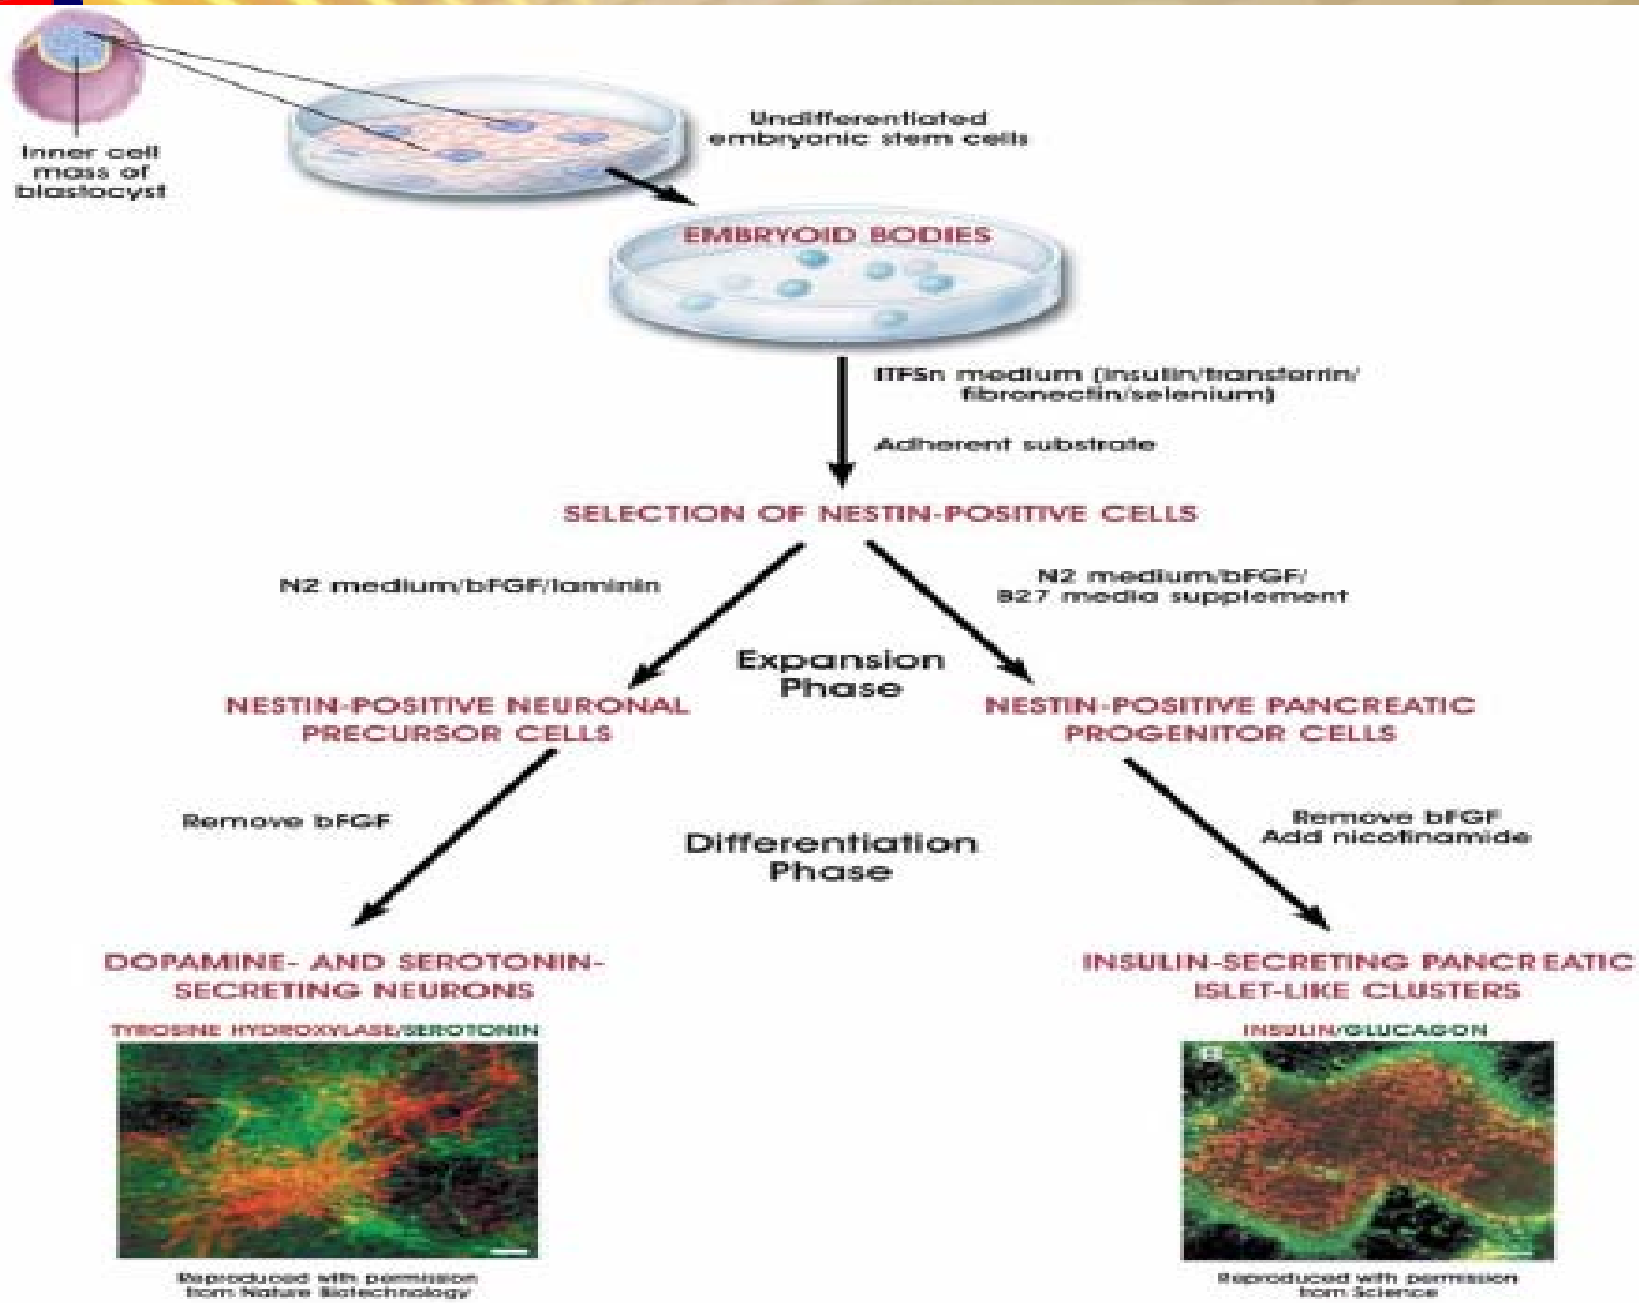 Inner cell
mass of
blastocyst
Undifferentiated
embryonic stem cells
EMBRYOID BODIES
ITFSn medium (insulin/transferrin/
fibronectin/selenium)
Adherent substrate
SELECTION OF NESTIN-POSITIVE CELLS
N2 medium/bFGF/laminin
N2 medium/bFGF/
B27 media supplement
Expansion
Phase
NESTIN-POSITIVE NEURONAL
PRECURSOR CELLS
NESTIN-POSITIVE PANCREATIC
PROGENITOR CELLS
Remove bFGF
Differentiation
Phase
Remove bFGF
Add nicotinamide
DOPAMINE- AND SEROTONIN-
SECRETING NEURONS
INSULIN-SECRETING PANCREATIC
ISLET-LIKE CLUSTERS
TYROSINE HYDROXYLASE/SEROTONIN
INSULIN/GLUCAGON
Reproduced with permission
from Nature Biotechnology
Reproduced with permission
from Science